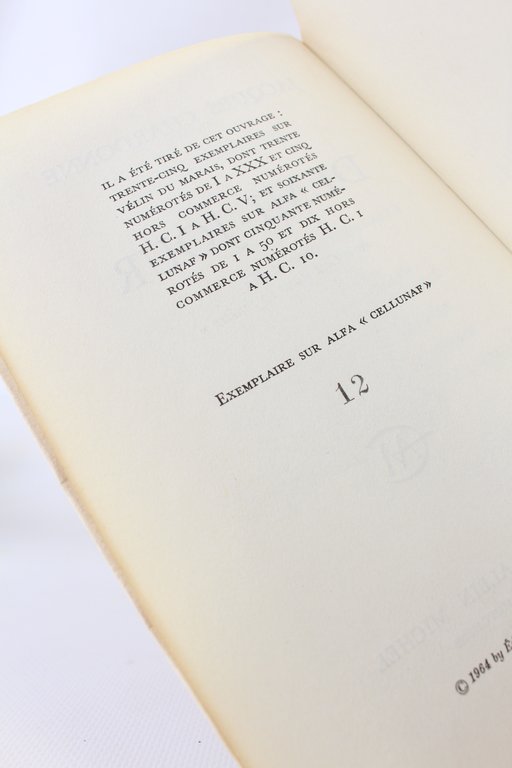 IL A ÉTÉ TIRÉ DE CET OUVRAGE :
TRENTE-CINQ EXEMPLAIRES SUR
VÉLIN DU MARAIS, DONT TRENTE
NUMÉROTÉS DE I A XXX ET CINQ
HORS COMMERCE NUMÉROTÉS
H. C. I A H. C. V; ET SOIXANTE
EXEMPLAIRES SUR ALFA « CEL-
LUNAF » DONT CINQUANTE NUMÉ-
ROTÉS DE 1 A 50 ET DIX HORS
COMMERCE NUMÉROTÉS H. C. 1
A H. C. 10.
EXEMPLAIRE SUR ALFA « CELLUNAF »
12
© 1964 by